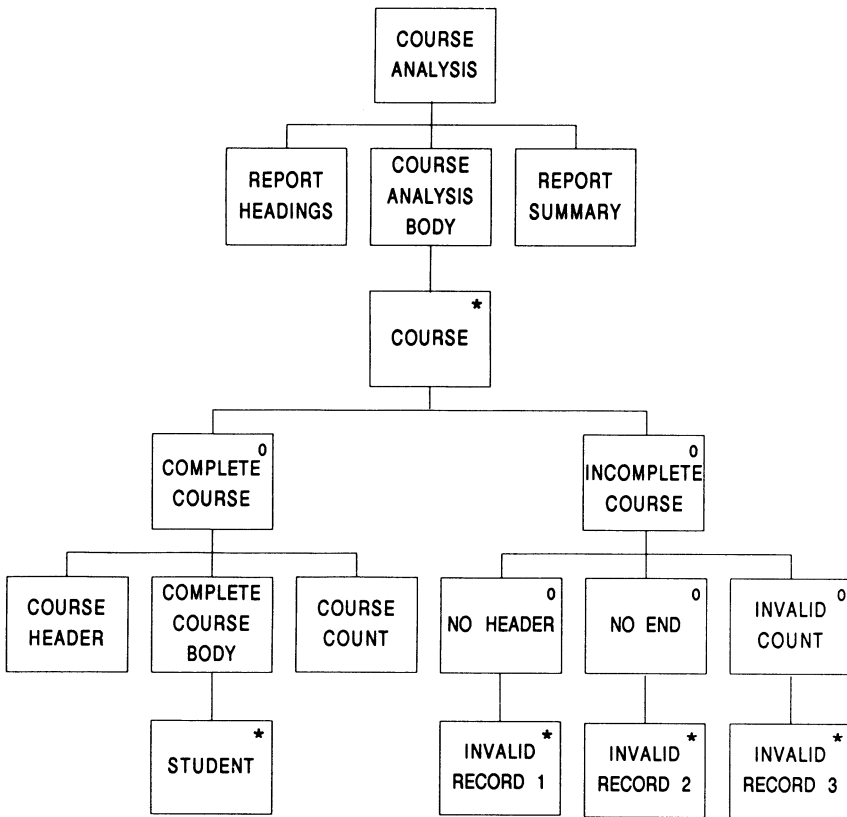 COURSE
ANALYSIS
REPORT
HEADINGS
COURSE
ANALYSIS
BODY
REPORT
SUMMARY
*
COURSE
O
COMPLETE
COURSE
O
INCOMPLETE
COURSE
COURSE
HEADER
COMPLETE
COURSE
BODY
COURSE
COUNT
O
NO HEADER
O
NO END
O
INVALID
COUNT
*
STUDENT
*
INVALID
RECORD 1
*
INVALID
RECORD 2
*
INVALID
RECORD 3